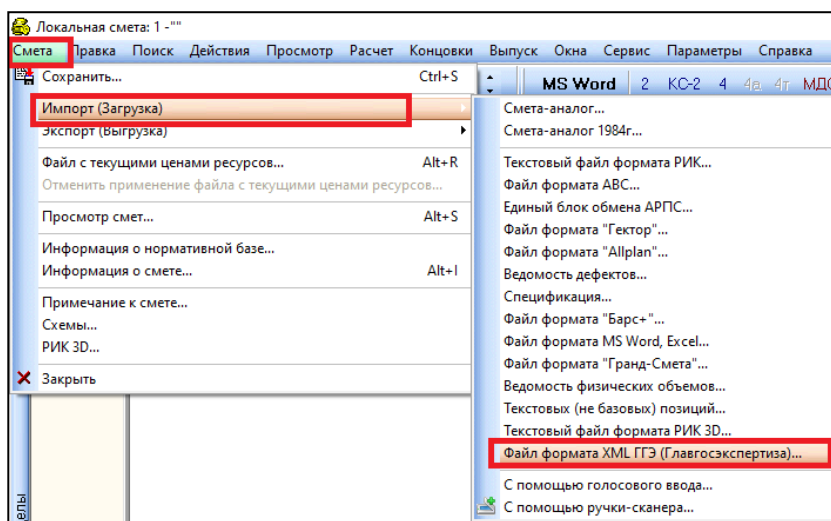 Локальная смета: 1 -""
Смета Правка Поиск Действия Просмотр Расчет Концовки Выпуск Окна Сервис Параметры Справка
Сохранить... Ctrl+S
MS Word 2 КС-2 4 4а 4т МДС
Импорт (Загрузка)
Экспорт (Выгрузка)
Файл с текущими ценами ресурсов... Alt+R
Отменить применение файла с текущими ценами ресурсов...
Просмотр смет... Alt+S
Информация о нормативной базе...
Информация о смете... Alt+I
Примечание к смете...
Схемы...
РИК 3D...
Закрыть
Смета-аналог...
Смета-аналог 1984г...
Текстовый файл формата РИК...
Файл формата АВС...
Единый блок обмена АРПС...
Файл формата "Гектор"...
Файл формата "Allplan"...
Ведомость дефектов...
Спецификация...
Файл формата "Барс+"...
Файл формата MS Word, Excel...
Файл формата "Гранд-Смета"...
Ведомость физических объемов...
Текстовых (не базовых) позиций...
Текстовый файл формата РИК 3D...
Файл формата XML ГГЭ (Главгосэкспертиза)...
С помощью голосового ввода...
С помощью ручки-сканера...
елы